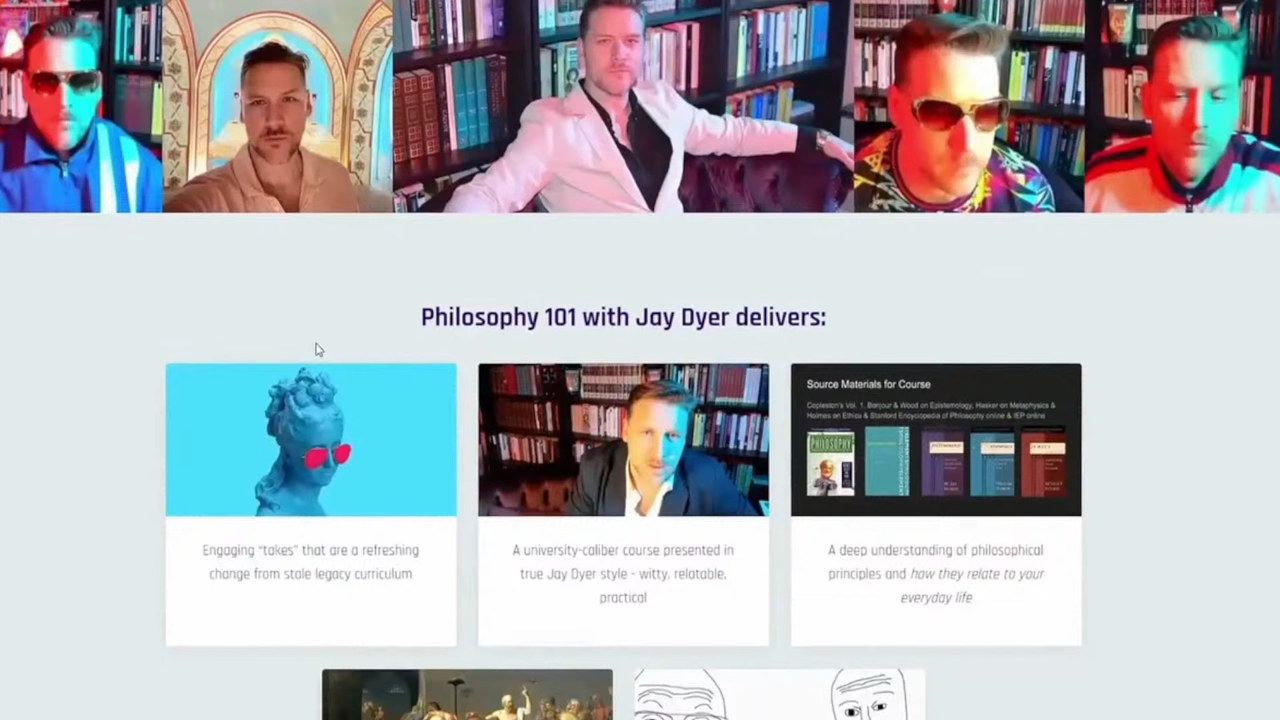 Philosophy 101 with Jay Dyer delivers:
Engaging "takes" that are a refreshing
change from stale legacy curriculum
A university-caliber course presented in
true Jay Dyer style - witty, relatable,
practical
Source Materials for Course
Copleston's Vol. 1, Bonjour & Wood on Epistemology, Hasker on Metaphysics &
Holmes on Ethics & Stanford Encyclopedia of Philosophy online & IEP online
PHILOSOPHY
A deep understanding of philosophical
principles and how they relate to your
everyday life